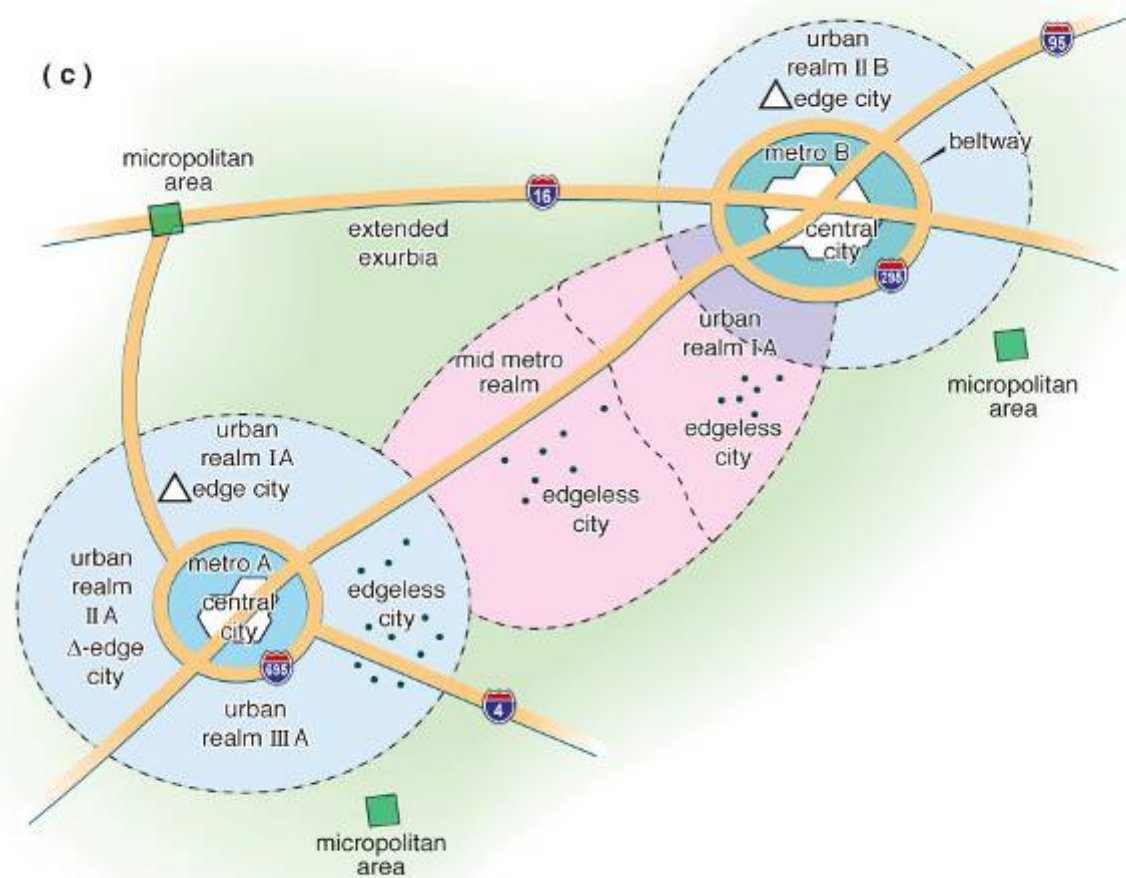 (c)
urban
realm II B
edge city
95
beltway
metro B
central
city
295
micropolitan
area
16
extended
exurbia
urban
realm I A
edgeless
city
mid metro
realm
edgeless
city
micropolitan
area
urban
realm I A
edge city
metro A
central
city
695
urban
realm
II A
Δ-edge
city
edgeless
city
urban
realm III A
4
micropolitan
area